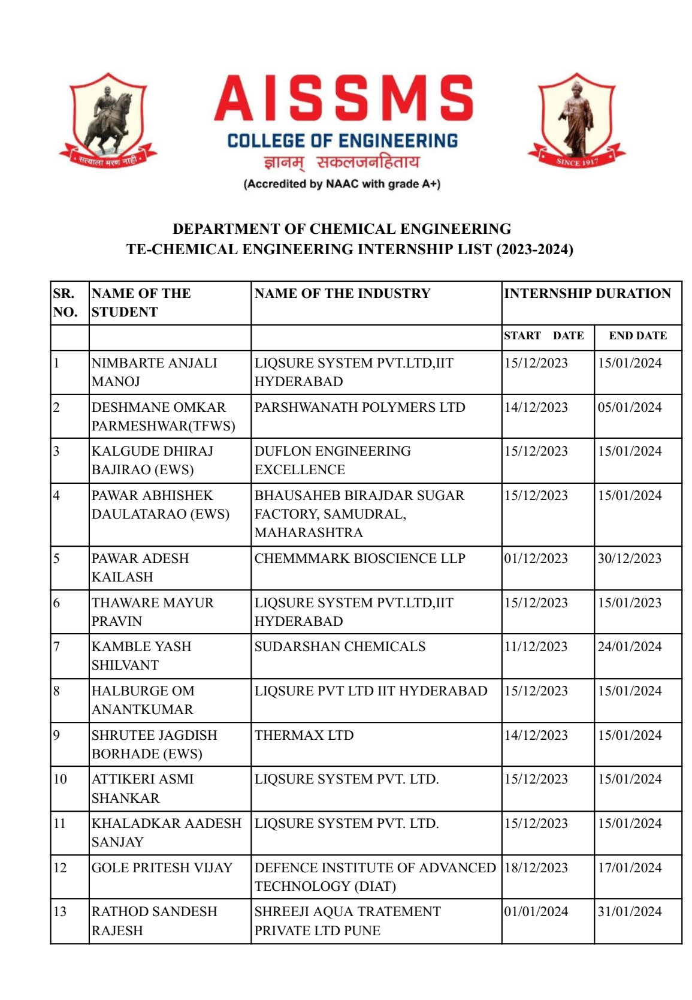 AISSMS
COLLEGE OF ENGINEERING
ज्ञानम् सकलजनहिताय
(Accredited by NAAC with grade A+)
• सत्याला मरण नाही •
SINCE 1917
DEPARTMENT OF CHEMICAL ENGINEERING
TE-CHEMICAL ENGINEERING INTERNSHIP LIST (2023-2024)
SR. NAME OF THE NAME OF THE INDUSTRY INTERNSHIP DURATION
NO. STUDENT
START DATE END DATE
1 NIMBARTE ANJALI LIQSURE SYSTEM PVT.LTD,IIT 15/12/2023 15/01/2024
MANOJ HYDERABAD
2 DESHMANE OMKAR PARSHWANATH POLYMERS LTD 14/12/2023 05/01/2024
PARMESHWAR(TFWS)
3 KALGUDE DHIRAJ DUFLON ENGINEERING 15/12/2023 15/01/2024
BAJIRAO (EWS) EXCELLENCE
4 PAWAR ABHISHEK BHAUSAHEB BIRAJDAR SUGAR 15/12/2023 15/01/2024
DAULATARAO (EWS) FACTORY, SAMUDRAL,
MAHARASHTRA
5 PAWAR ADESH CHEMMMARK BIOSCIENCE LLP 01/12/2023 30/12/2023
KAILASH
6 THAWARE MAYUR LIQSURE SYSTEM PVT.LTD,IIT 15/12/2023 15/01/2023
PRAVIN HYDERABAD
7 KAMBLE YASH SUDARSHAN CHEMICALS 11/12/2023 24/01/2024
SHILVANT
8 HALBURGE OM LIQSURE PVT LTD IIT HYDERABAD 15/12/2023 15/01/2024
ANANTKUMAR
9 SHRUTEE JAGDISH THERMAX LTD 14/12/2023 15/01/2024
BORHADE (EWS)
10 ATTIKERI ASMI LIQSURE SYSTEM PVT. LTD. 15/12/2023 15/01/2024
SHANKAR
11 KHALADKAR AADESH LIQSURE SYSTEM PVT. LTD. 15/12/2023 15/01/2024
SANJAY
12 GOLE PRITESH VIJAY DEFENCE INSTITUTE OF ADVANCED 18/12/2023 17/01/2024
TECHNOLOGY (DIAT)
13 RATHOD SANDESH SHREEJI AQUA TRATEMENT 01/01/2024 31/01/2024
RAJESH PRIVATE LTD PUNE